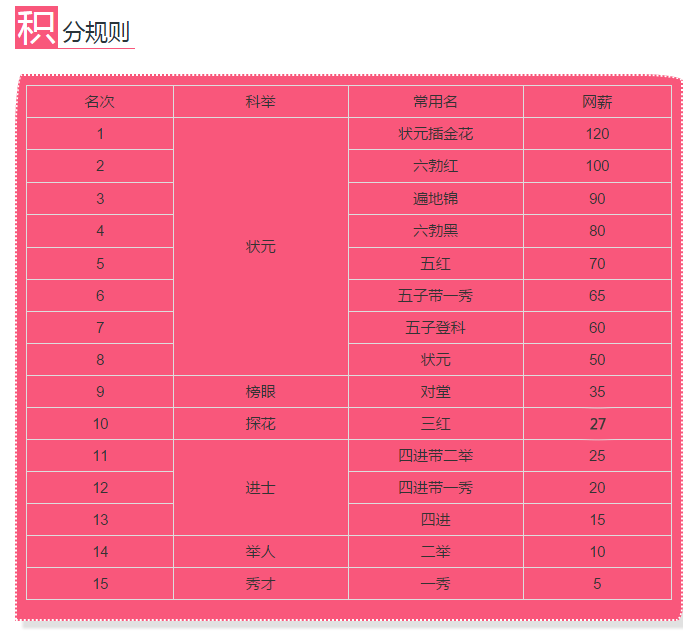 积分规则
名次 科举 常用名 网薪
1 状元插金花 120
2 六勃红 100
3 遍地锦 90
4 六勃黑 80
状元
5 五红 70
6 五子带一秀 65
7 五子登科 60
8 状元 50
9 榜眼 对堂 35
10 探花 三红 27
11 四进带二举 25
12 进士 四进带一秀 20
13 四进 15
14 举人 二举 10
15 秀才 一秀 5